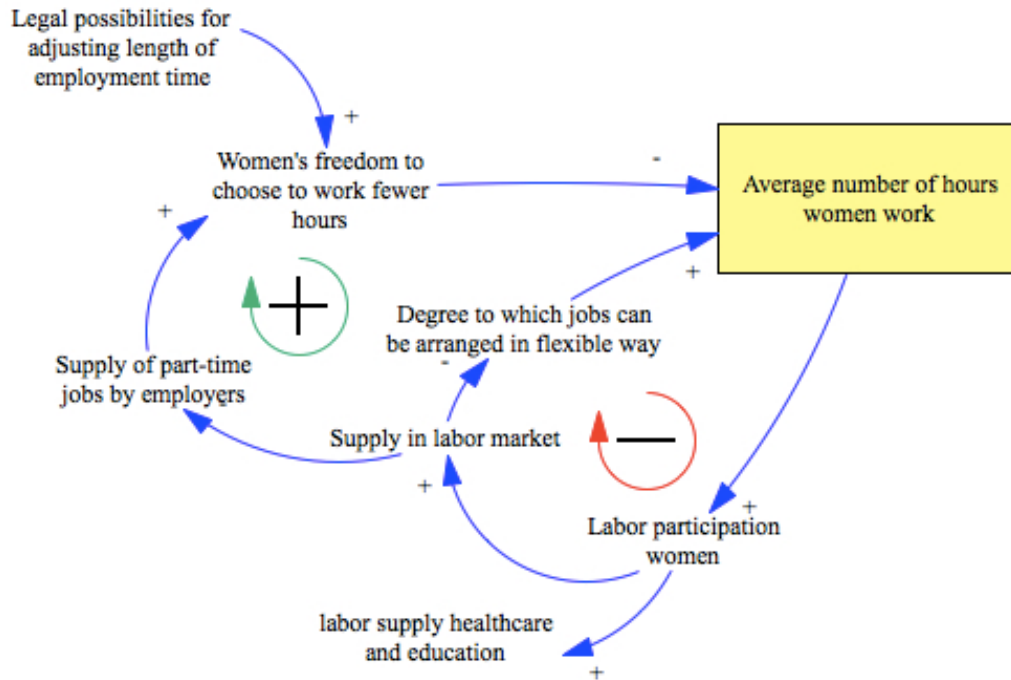 Legal possibilities for
adjusting length of
employment time
+
Women's freedom to
choose to work fewer
hours
-
Average number of hours
women work
+
+
Degree to which jobs can
be arranged in flexible way
-
Supply of part-time
jobs by employers
-
Supply in labor market
+
+
Labor participation
women
labor supply healthcare
and education
+